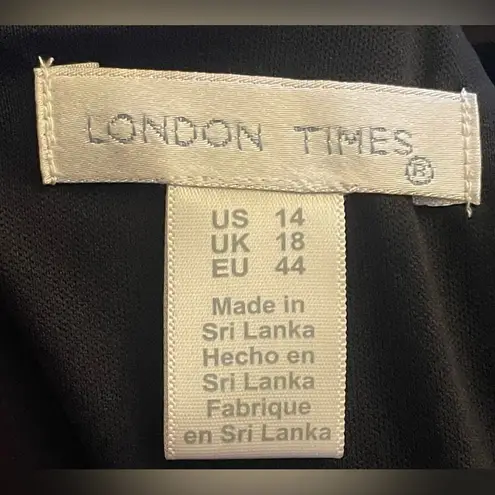 LONDON TIMES®
US 14
UK 18
EU 44
Made in
Sri Lanka
Hecho en
Sri Lanka
Fabrique
en Sri Lanka